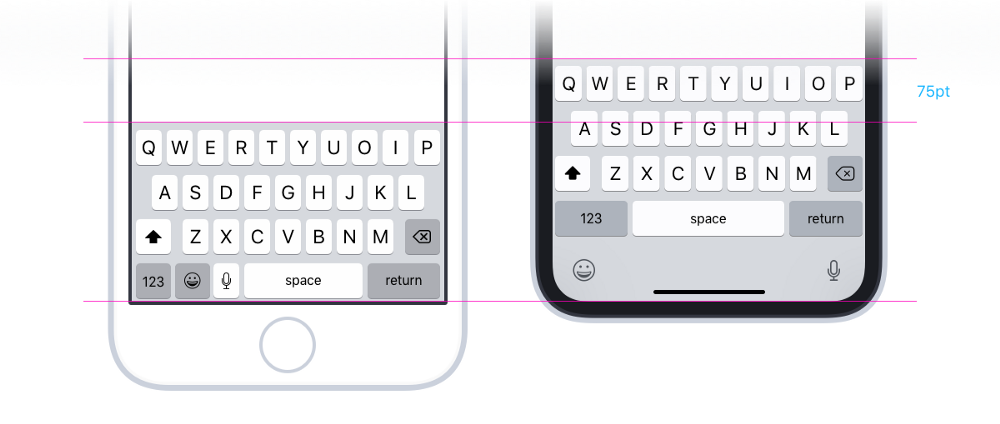 Q W E R T Y U O I P
A S D F G H J K L
Z X C V B N M
123 space return
Q W E R T Y U I O P
A S D F G H J K L
Z X C V B N M
123 space return
75pt